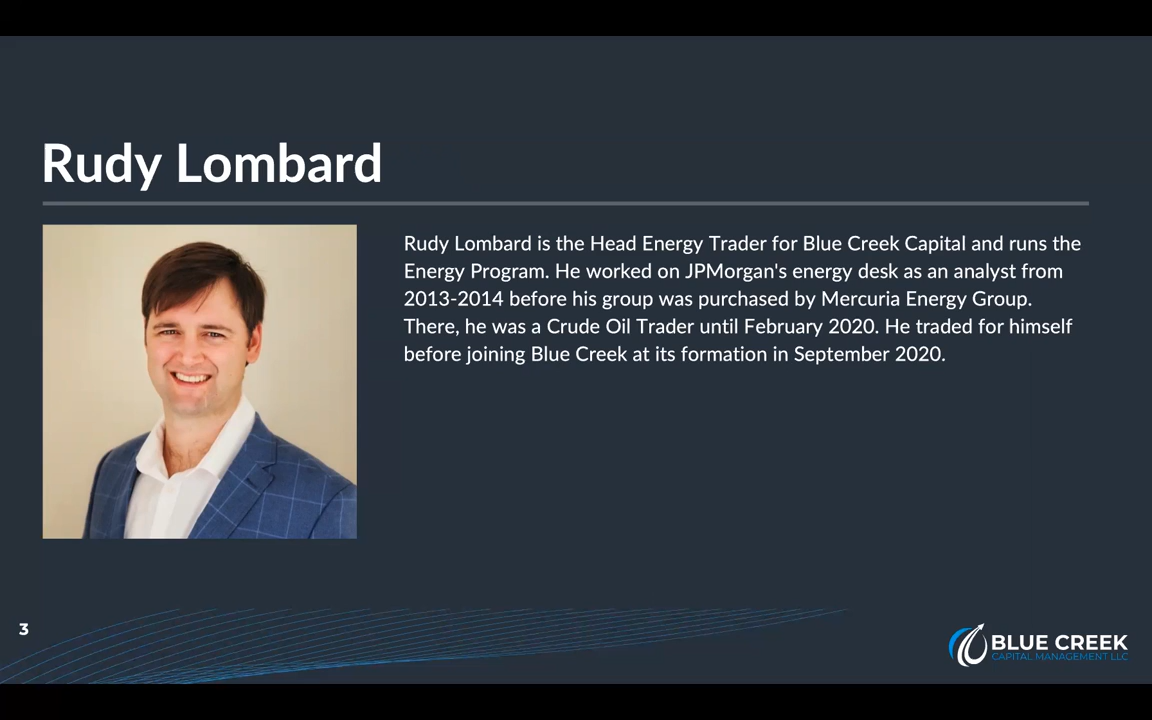 Rudy Lombard
Rudy Lombard is the Head Energy Trader for Blue Creek Capital and runs the
Energy Program. He worked on JPMorgan's energy desk as an analyst from
2013-2014 before his group was purchased by Mercuria Energy Group.
There, he was a Crude Oil Trader until February 2020. He traded for himself
before joining Blue Creek at its formation in September 2020.
3
BLUE CREEK
CAPITAL MANAGEMENT LLC